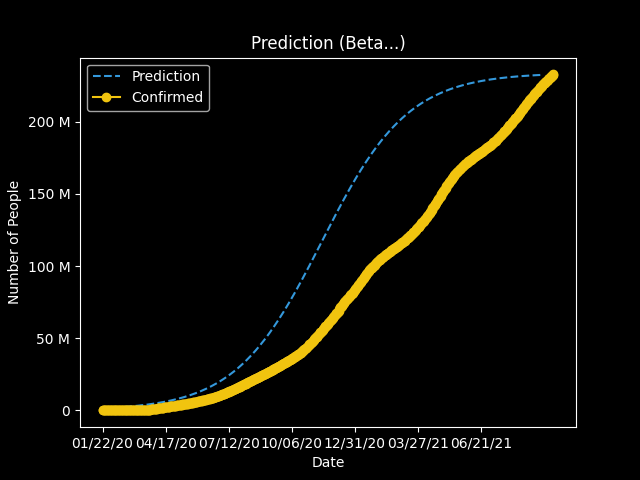 Prediction (Beta...)
Prediction
Confirmed
200 M
150 M
100 M
50 M
0
Number of People
01/22/20 04/17/20 07/12/20 10/06/20 12/31/20 03/27/21 06/21/21
Date